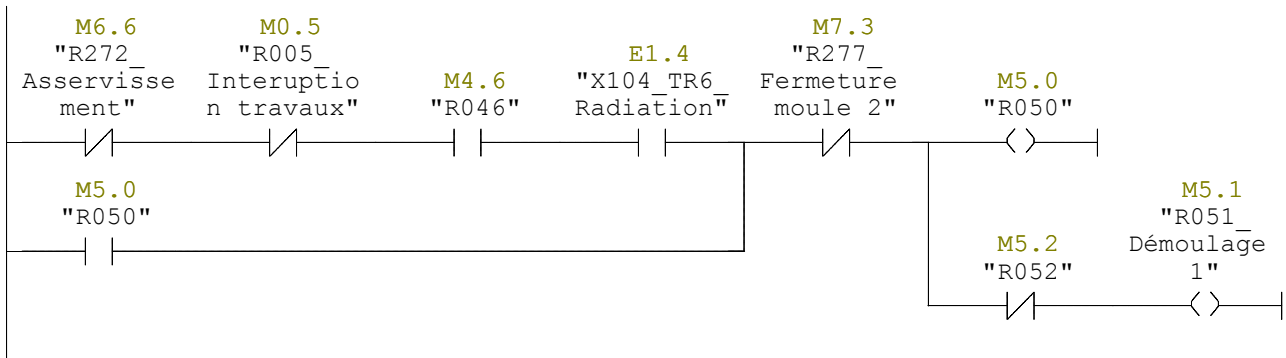 M6.6
"R272_
Asservisse
ment"
M0.5
"R005_
Interuptio
n travaux"
M4.6
"R046"
E1.4
"X104_TR6_
Radiation"
M7.3
"R277_
Fermeture
moule 2"
M5.0
"R050"
M5.0
"R050"
M5.2
"R052"
M5.1
"R051_
Démoulage
1"